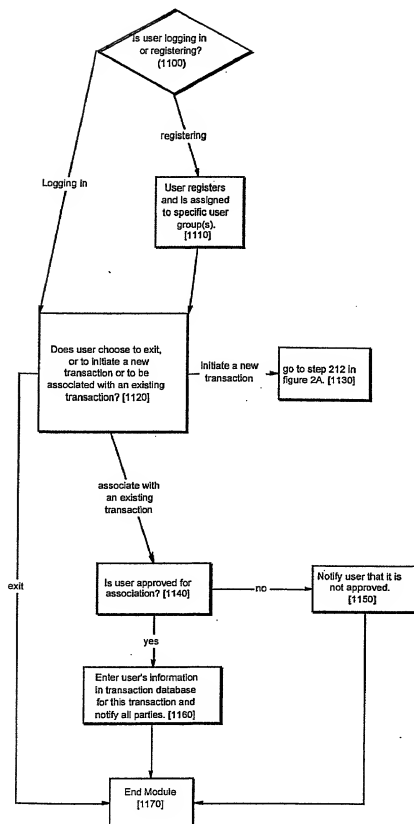 Is user logging in
or registering?
(1100)
registering
Logging in
User registers
and is assigned
to specific user
group(s).
[1110]
Does user choose to exit,
or to initiate a new
transaction or to be
associated with an existing
transaction? [1120]
Initiate a new
transaction
go to step 212 in
figure 2A. [1130]
associate with
an existing
transaction
exit
Is user approved for
association? [1140]
no
Notify user that it is
not approved.
[1150]
yes
Enter user's information
in transaction database
for this transaction and
notify all parties. [1160]
End Module
[1170]